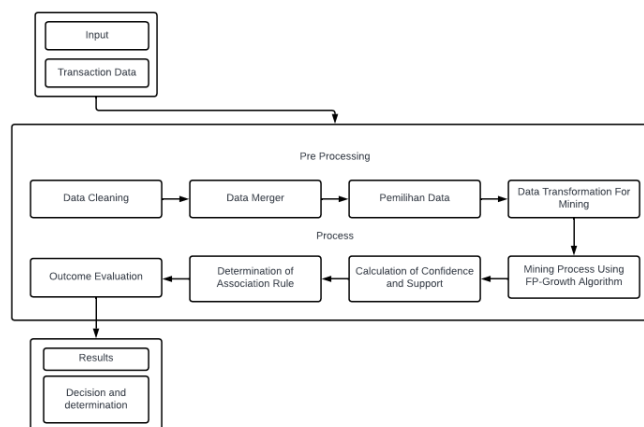 Input
Transaction Data
Pre Processing
Data Cleaning
Data Merger
Pemilihan Data
Data Transformation For
Mining
Process
Outcome Evaluation
Determination of
Association Rule
Calculation of Confidence
and Support
Mining Process Using
FP-Growth Algorithm
Results
Decision and
determination